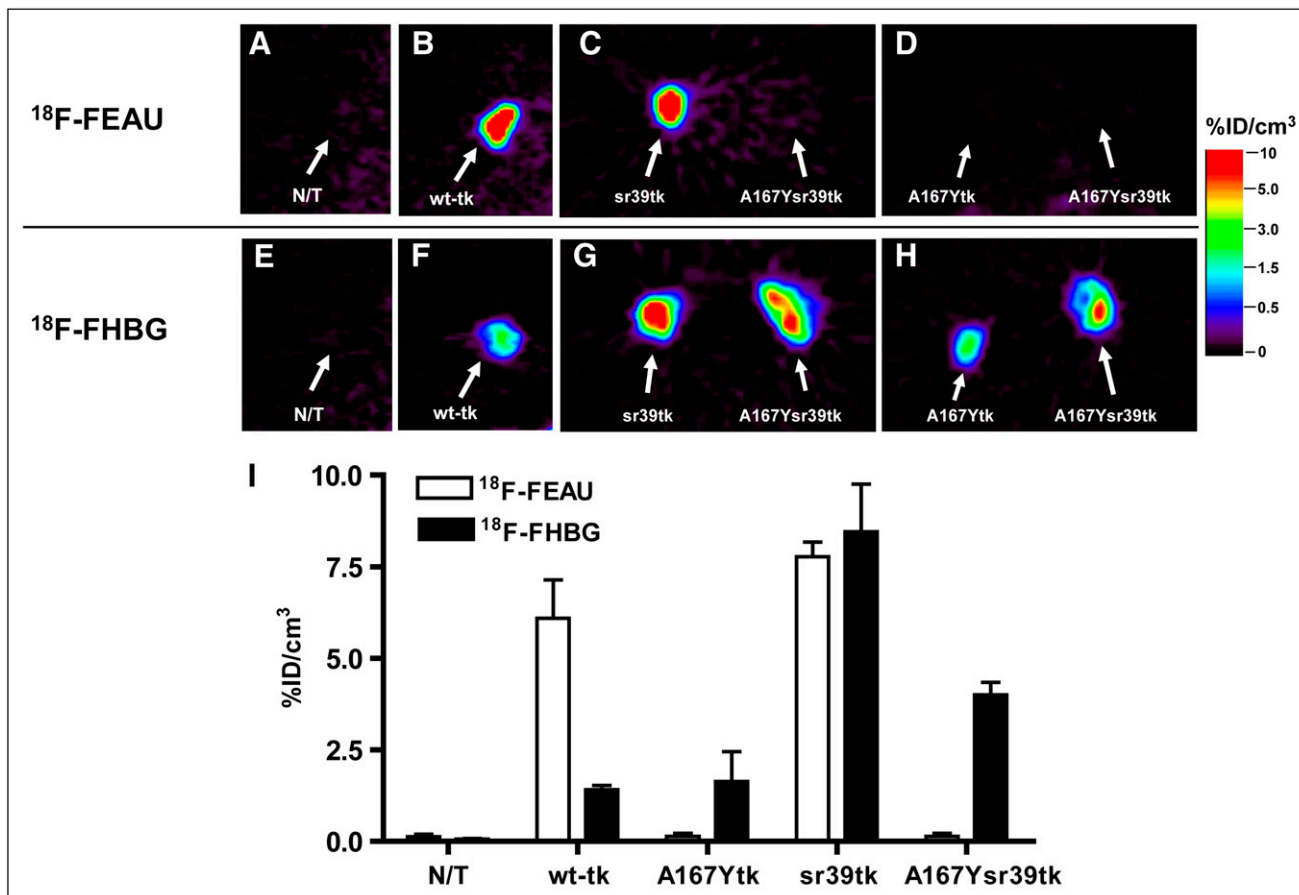 A
B
C
D
¹⁸F-FEAU
N/T
wt-tk
sr39tk
A167Ysr39tk
A167Ytk
A167Ysr39tk
%ID/cm³
10
5.0
3.0
1.5
0.5
0
E
F
G
H
¹⁸F-FHBG
N/T
wt-tk
sr39tk
A167Ysr39tk
A167Ytk
A167Ysr39tk
I
¹⁸F-FEAU
¹⁸F-FHBG
%ID/cm³
10.0
7.5
5.0
2.5
0.0
N/T
wt-tk
A167Ytk
sr39tk
A167Ysr39tk